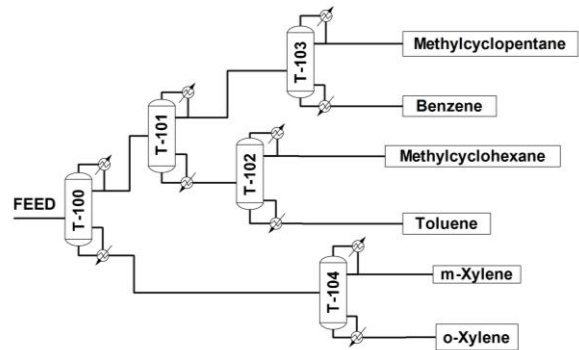 T-103
Methylcyclopentane
Benzene
T-101
T-102
Methylcyclohexane
Toluene
FEED
T-100
T-104
m-Xylene
o-Xylene